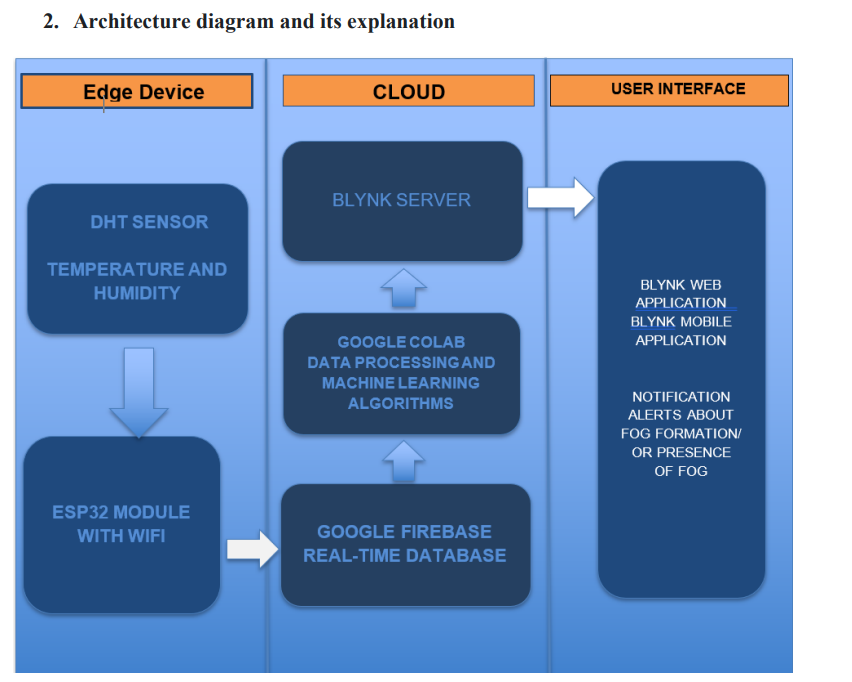 2. Architecture diagram and its explanation
Edge Device
DHT SENSOR
TEMPERATURE AND
HUMIDITY
ESP32 MODULE
WITH WIFI
CLOUD
BLYNK SERVER
GOOGLE COLAB
DATA PROCESSING AND
MACHINE LEARNING
ALGORITHMS
GOOGLE FIREBASE
REAL-TIME DATABASE
USER INTERFACE
BLYNK WEB
APPLICATION
BLYNK MOBILE
APPLICATION
NOTIFICATION
ALERTS ABOUT
FOG FORMATION/
OR PRESENCE
OF FOG